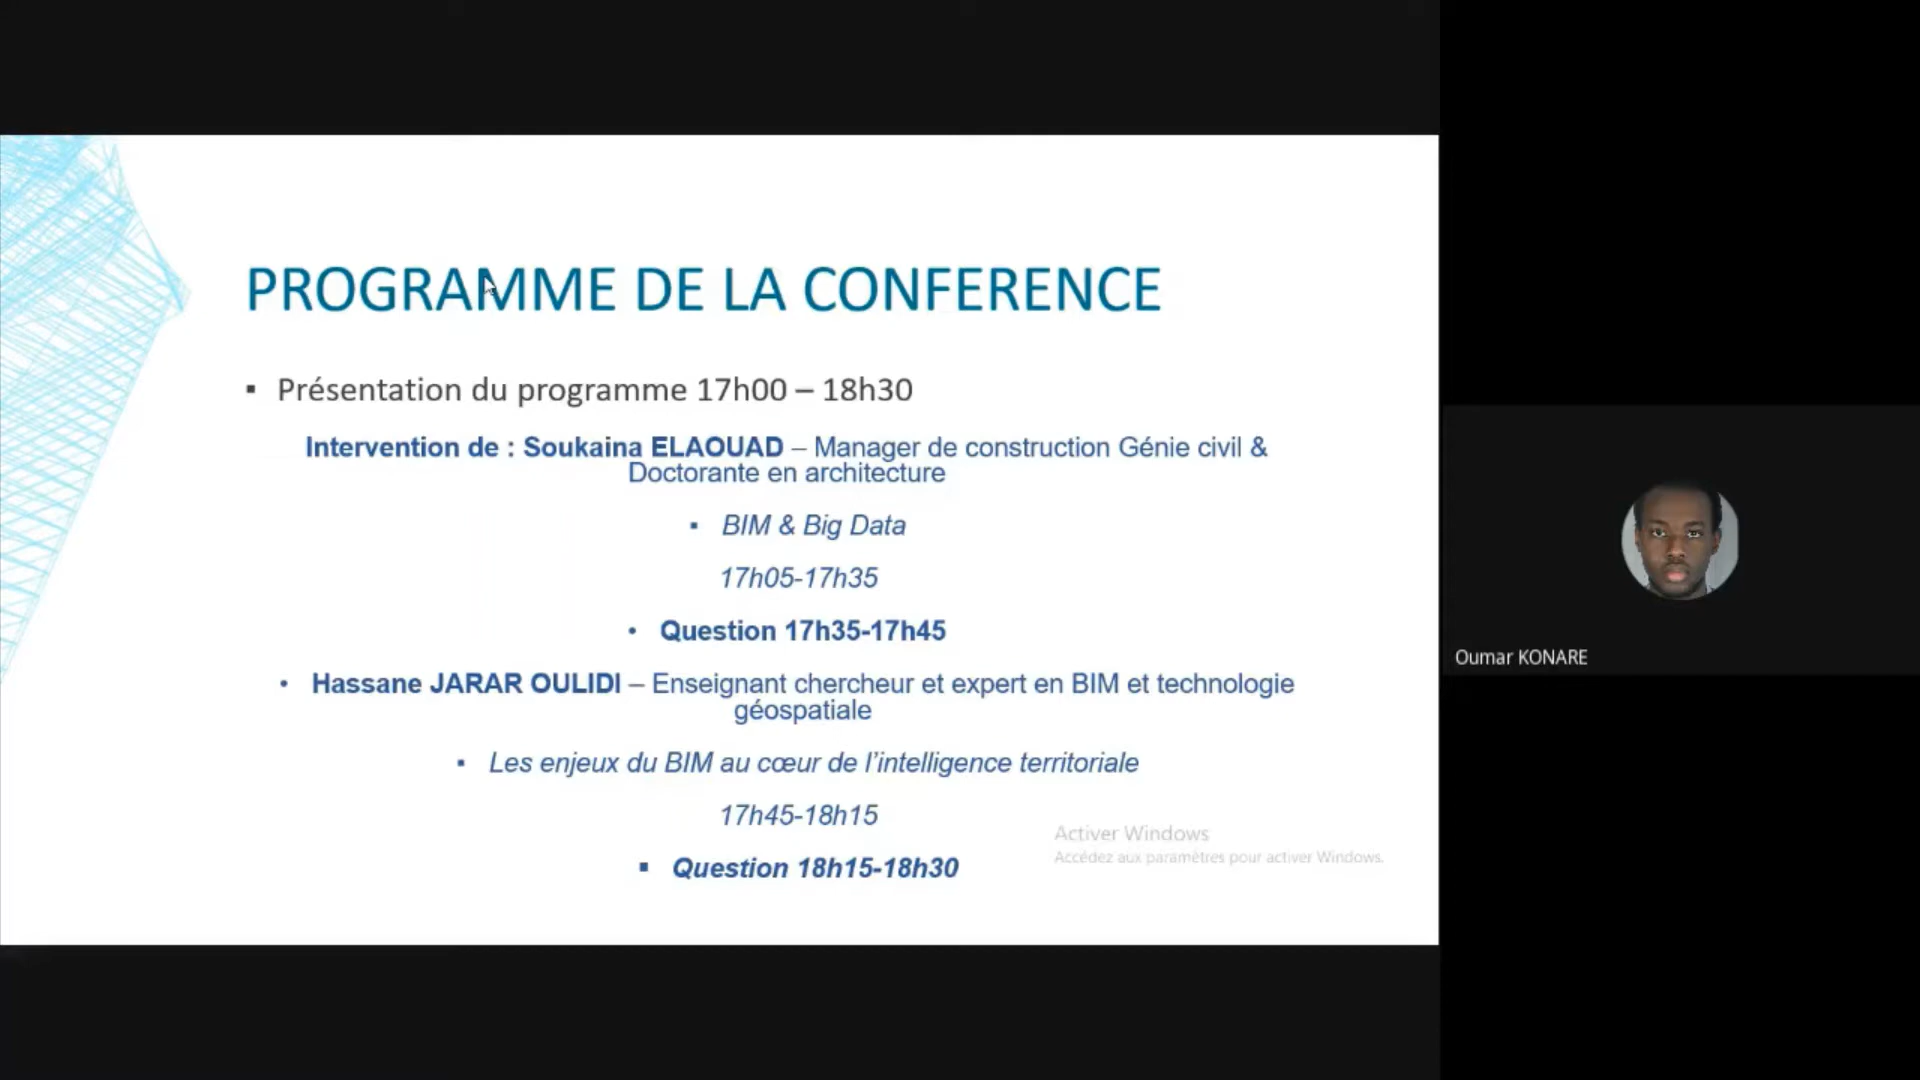 PROGRAMME DE LA CONFERENCE
▪ Présentation du programme 17h00 – 18h30
Intervention de : Soukaina ELAOUAD – Manager de construction Génie civil &
Doctorante en architecture
▪ BIM & Big Data
17h05-17h35
• Question 17h35-17h45
• Hassane JARAR OULIDI – Enseignant chercheur et expert en BIM et technologie
géospatiale
▪ Les enjeux du BIM au cœur de l'intelligence territoriale
17h45-18h15
▪ Question 18h15-18h30
Activer Windows
Accédez aux paramètres pour activer Windows.
Oumar KONARE